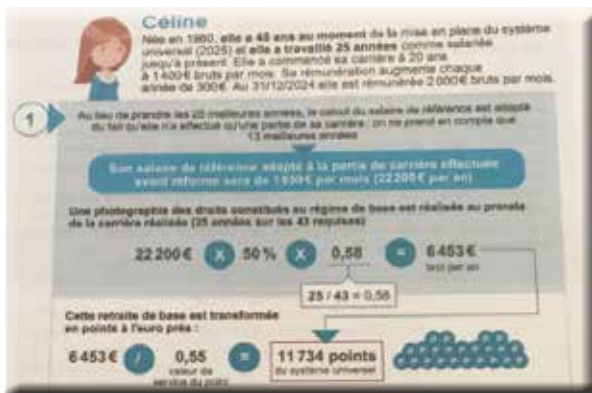 Céline
Née en 1980, elle a 45 ans au moment de la mise en place du système
universel (2025) et elle a travaillé 25 années comme salariée
jusqu'à présent. Elle a commencé sa carrière à 20 ans
à 1400€ bruts par mois. Sa rémunération augmente chaque
année de 300€. Au 31/12/2024 elle est rémunérée 2000€ bruts par mois.
1
Au lieu de prendre les 25 meilleures années, le calcul du salaire de référence est adapté
du fait qu'elle n'a effectué qu'une partie de sa carrière ; on ne prend en compte que
13 meilleures années
Son salaire de référence adapté à la partie de carrière effectuée
avant réforme sera de 1850€ par mois (22200€ par an)
Une photographie des droits constitués au régime de base est réalisée au prorata
de la carrière réalisée (25 années sur les 43 requises)
22 200 € X 50 % X 0,58 = 6 453 €
brut par an
25 / 43 = 0,58
Cette retraite de base est transformée
en points à l'euro près :
6 453 € / 0,55 = 11 734 points
valeur de
service du point
du système universel